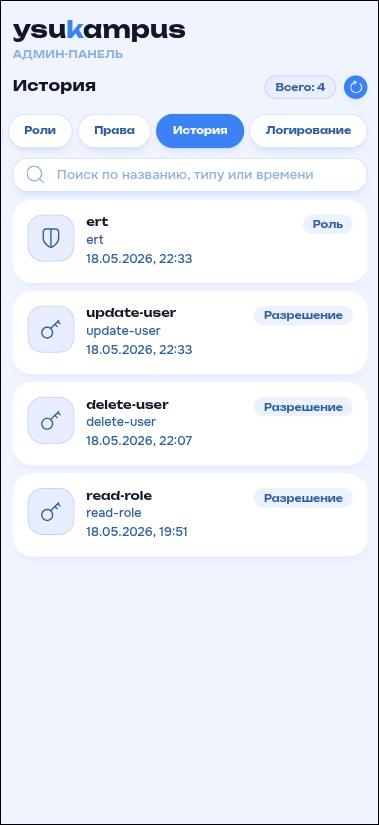 ysukampus
АДМИН-ПАНЕЛЬ
История
Всего: 4
Роли
Права
История
Логирование
Поиск по названию, типу или времени
ert
Роль
ert
18.05.2026, 22:33
update-user
Разрешение
update-user
18.05.2026, 22:33
delete-user
Разрешение
delete-user
18.05.2026, 22:07
read-role
Разрешение
read-role
18.05.2026, 19:51